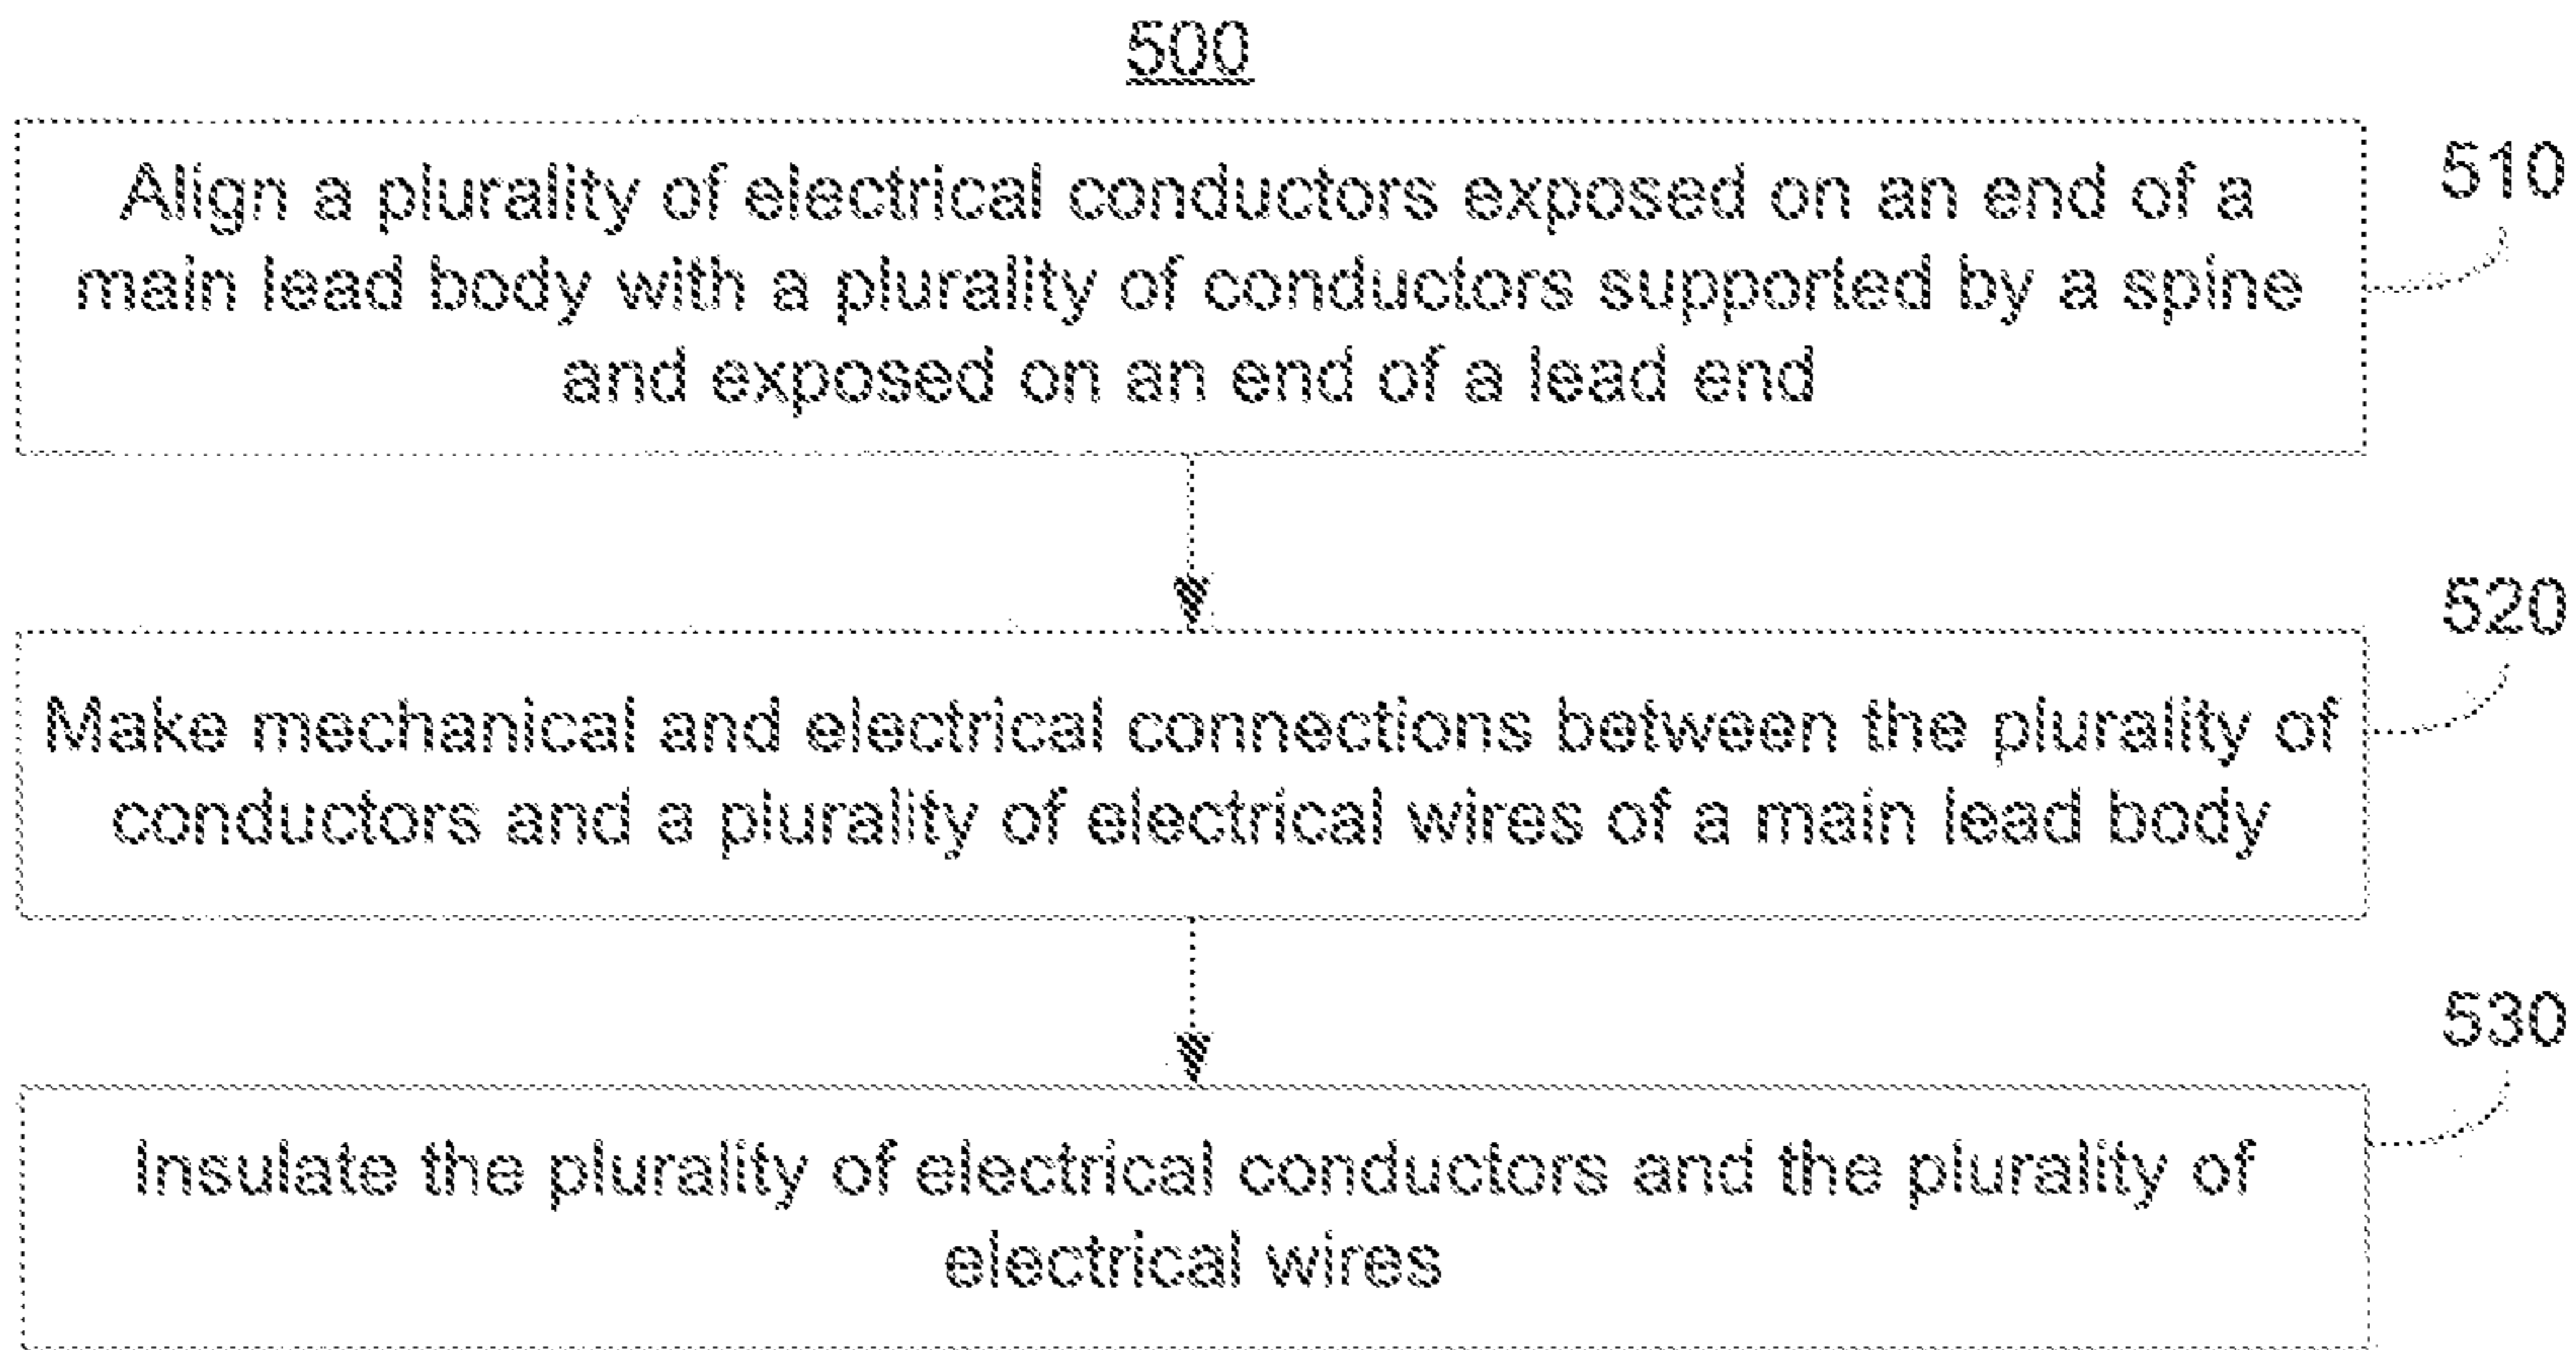 500
Align a plurality of electrical conductors exposed on an end of a
510
main lead body with a plurality of conductors supported by a spine
and exposed on an end of a lead end
520
Make mechanical and electrical connections between the plurality of
conductors and a plurality of electrical wires of a main lead body
530
Insulate the plurality of electrical conductors and the plurality of
electrical wires